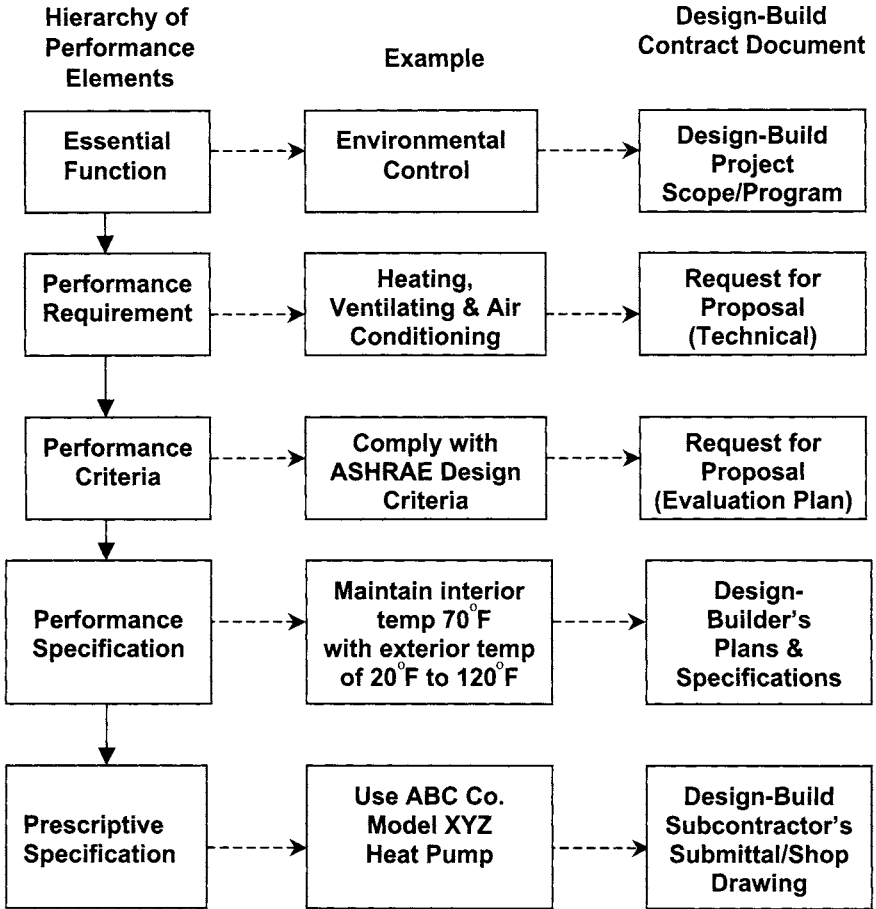 Hierarchy of
Performance
Elements
Example
Design-Build
Contract Document
Essential
Function
Environmental
Control
Design-Build
Project
Scope/Program
Performance
Requirement
Heating,
Ventilating & Air
Conditioning
Request for
Proposal
(Technical)
Performance
Criteria
Comply with
ASHRAE Design
Criteria
Request for
Proposal
(Evaluation Plan)
Performance
Specification
Maintain interior
temp 70°F
with exterior temp
of 20°F to 120°F
Design-
Builder's
Plans &
Specifications
Prescriptive
Specification
Use ABC Co.
Model XYZ
Heat Pump
Design-Build
Subcontractor's
Submittal/Shop
Drawing